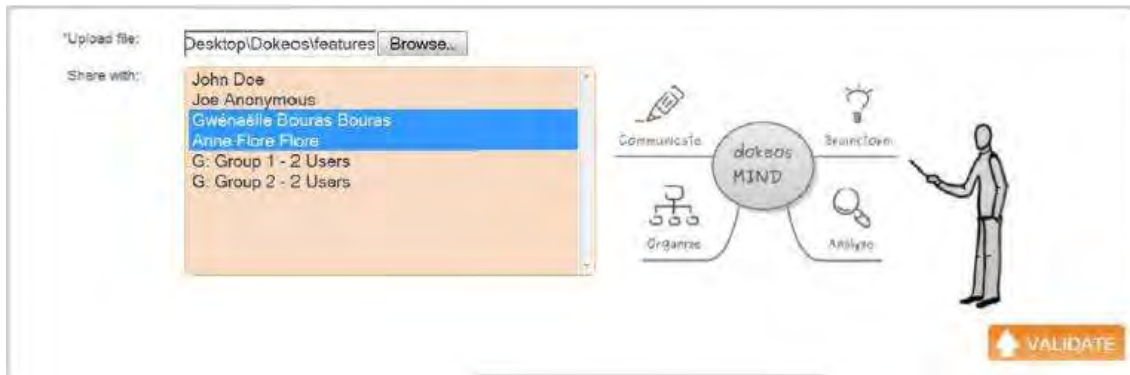 *Upload file:
Desktop\Dokeos\features
Browse...
Share with:
John Doe
Joe Anonymous
Gwénaëlle Bouras Bouras
Anne Flore Flore
G: Group 1 - 2 Users
G: Group 2 - 2 Users
Communicate
Brainstorm
dokeos
MIND
Organize
Analyze
VALIDATE